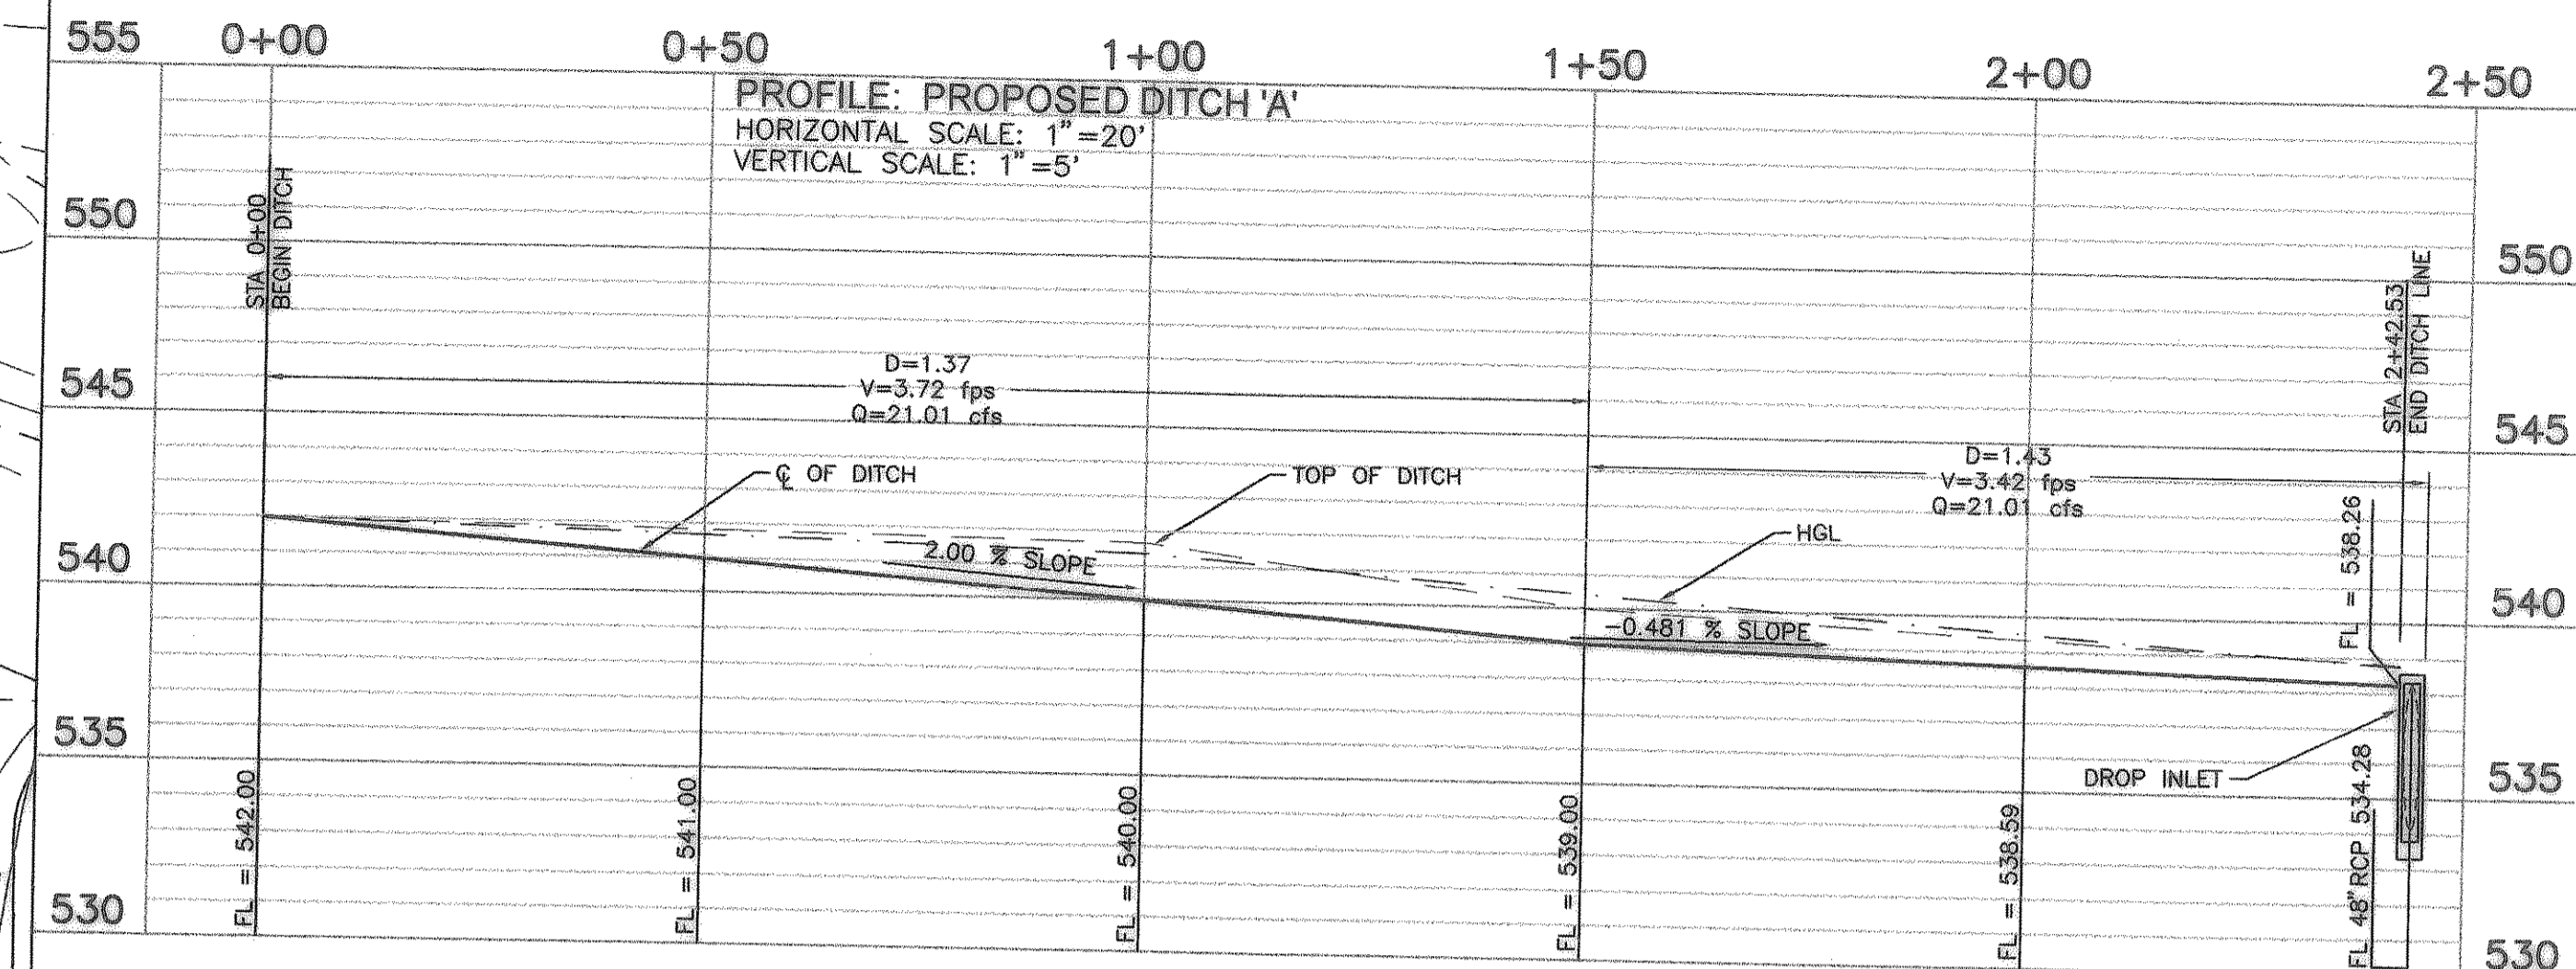 555 0+00 0+50 1+00 1+50 2+00 2+50
PROFILE: PROPOSED DITCH 'A'
HORIZONTAL SCALE: 1"=20'
VERTICAL SCALE: 1"=5'
550
550
STA 0+00
BEGIN DITCH
STA 2+42.53
END DITCH LINE
545
545
D=1.37
V=3.72 fps
Q=21.01 cfs
D=1.43
V=3.42 fps
Q=21.01 cfs
℄ OF DITCH
TOP OF DITCH
HGL
FL = 538.26
540
540
2.00 % SLOPE
-0.481 % SLOPE
535
535
DROP INLET
FL = 542.00
FL = 541.00
FL = 540.00
FL = 539.00
FL = 538.59
FL 48" RCP 534.28
530
530